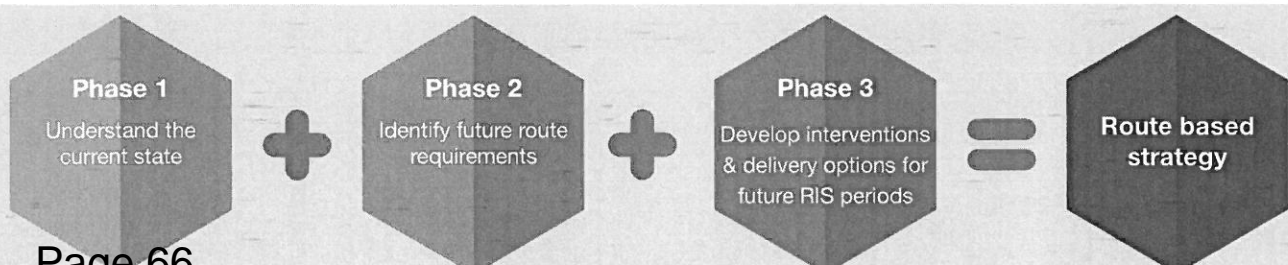 Phase 1
Understand the
current state
Phase 2
Identify future route
requirements
Phase 3
Develop interventions
& delivery options for
future RIS periods
Route based
strategy
Page 66